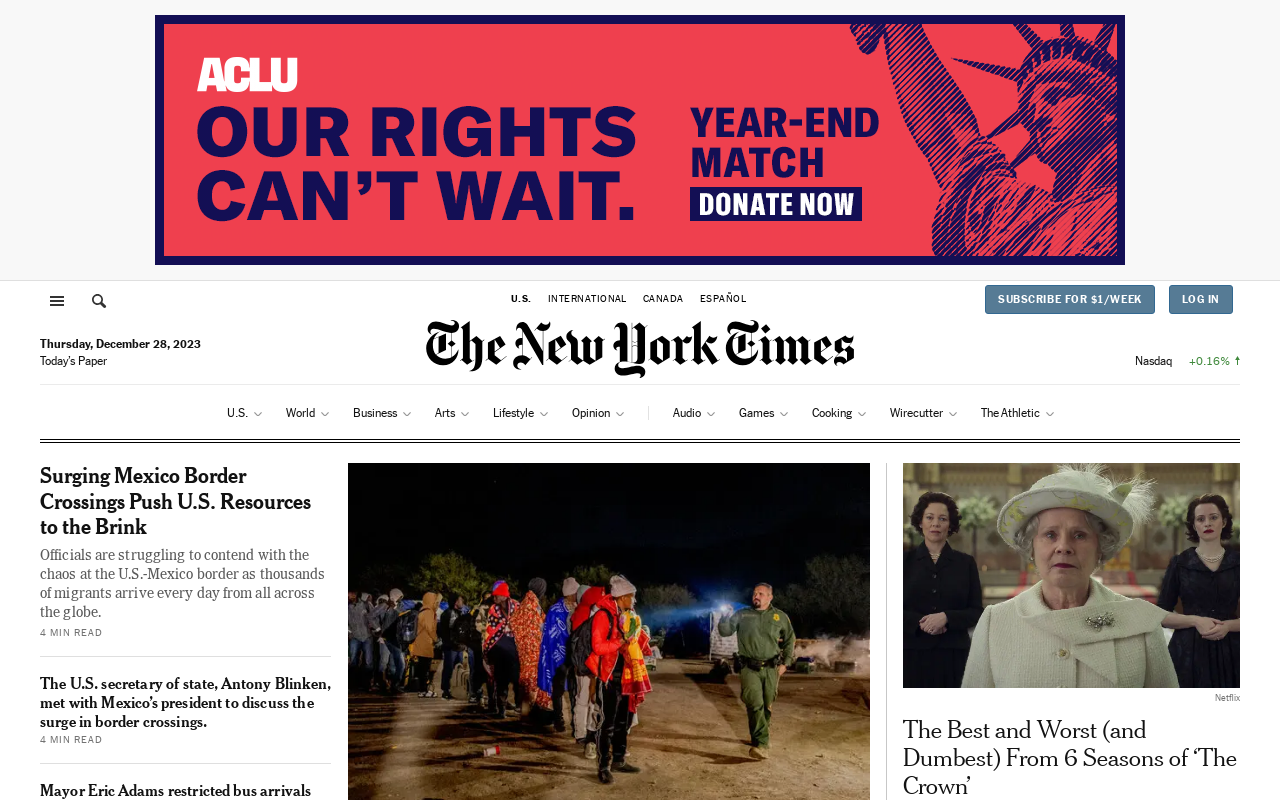 ACLU
OUR RIGHTS
CAN'T WAIT.
YEAR-END
MATCH
DONATE NOW
U.S.
INTERNATIONAL
CANADA
ESPAÑOL
SUBSCRIBE FOR $1/WEEK
LOG IN
Thursday, December 28, 2023
Today's Paper
The New York Times
Nasdaq +0.16% ↑
U.S. World Business Arts Lifestyle Opinion Audio Games Cooking Wirecutter The Athletic
Surging Mexico Border
Crossings Push U.S. Resources
to the Brink
Officials are struggling to contend with the
chaos at the U.S.-Mexico border as thousands
of migrants arrive every day from all across
the globe.
4 MIN READ
The U.S. secretary of state, Antony Blinken,
met with Mexico's president to discuss the
surge in border crossings.
4 MIN READ
Mayor Eric Adams restricted bus arrivals
Netflix
The Best and Worst (and
Dumbest) From 6 Seasons of 'The
Crown'